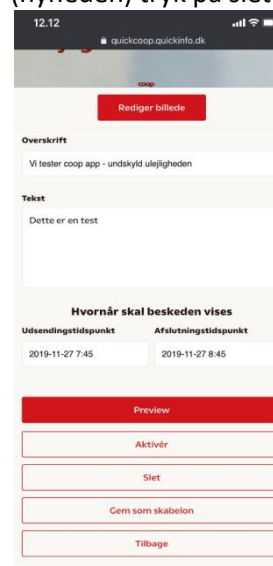 (nyheden) tryk på slet
12.12
quickcoop.quickinfo.dk
coop
Rediger billede
Overskrift
Vi tester coop app - undskyld ulejligheden
Tekst
Dette er en test
Hvornår skal beskeden vises
Udsendingstidspunkt Afslutningstidspunkt
2019-11-27 7:45 2019-11-27 8:45
Preview
Aktivér
Slet
Gem som skabelon
Tilbage